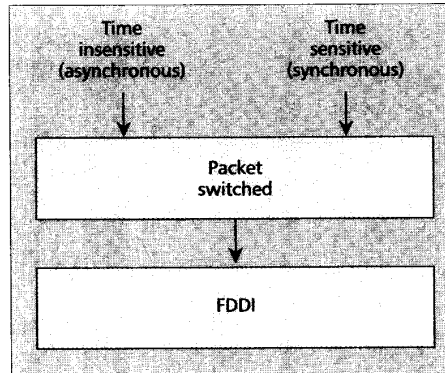 Time
insensitive
(asynchronous)
Time
sensitive
(synchronous)
Packet
switched
FDDI